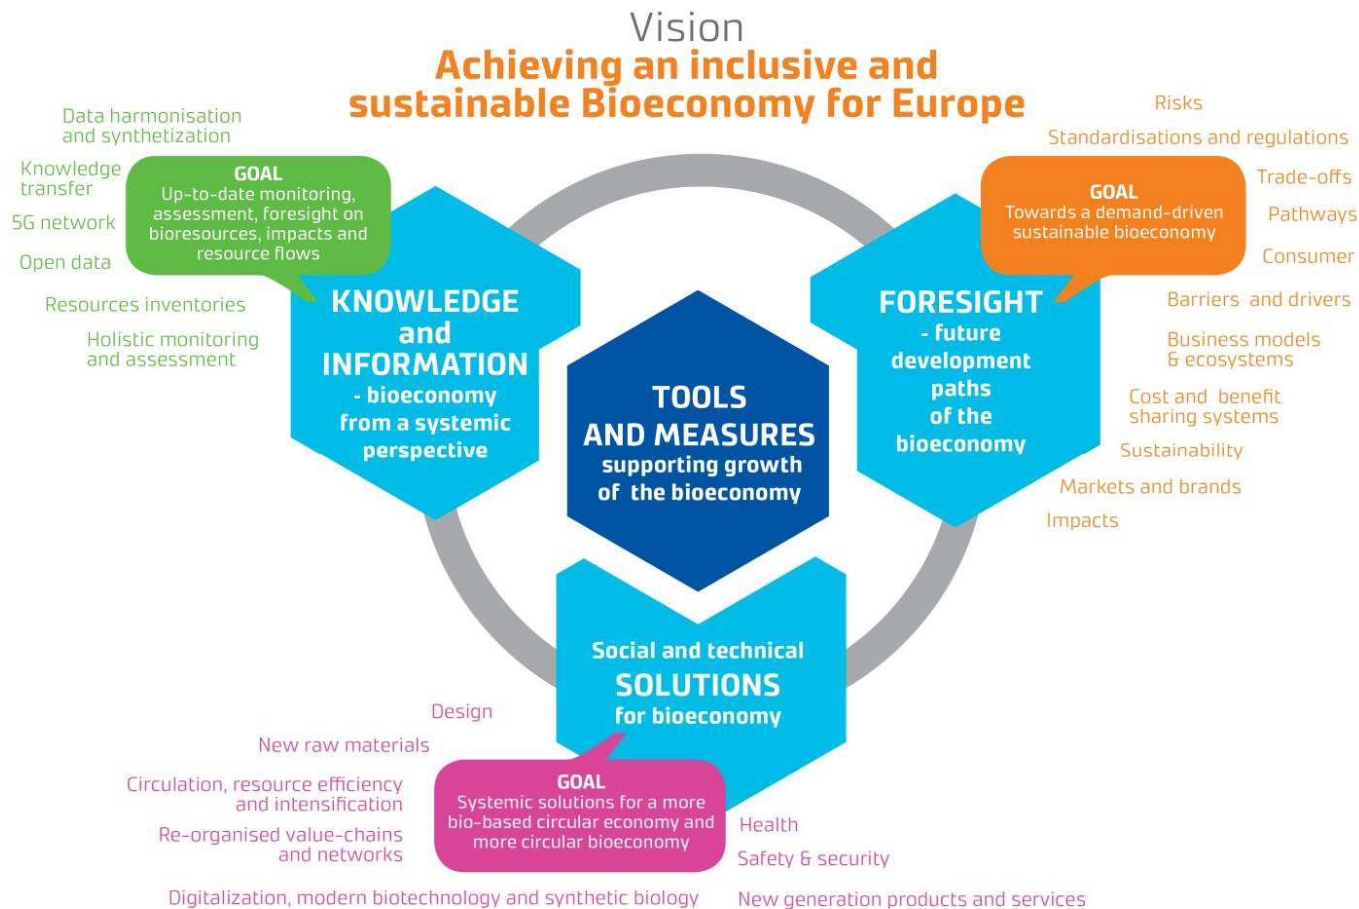 Vision
Achieving an inclusive and
sustainable Bioeconomy for Europe
Data harmonisation
and synthetization
Knowledge
transfer
5G network
Open data
Resources inventories
Holistic monitoring
and assessment
GOAL
Up-to-date monitoring,
assessment, foresight on
bioresources, impacts and
resource flows
KNOWLEDGE
and
INFORMATION
- bioeconomy
from a systemic
perspective
TOOLS
AND MEASURES
supporting growth
of the bioeconomy
GOAL
Towards a demand-driven
sustainable bioeconomy
FORESIGHT
- future
development
paths
of the
bioeconomy
Risks
Standardisations and regulations
Trade-offs
Pathways
Consumer
Barriers and drivers
Business models
& ecosystems
Cost and benefit
sharing systems
Sustainability
Markets and brands
Impacts
Social and technical
SOLUTIONS
for bioeconomy
GOAL
Systemic solutions for a more
bio-based circular economy and
more circular bioeconomy
Design
New raw materials
Circulation, resource efficiency
and intensification
Re-organised value-chains
and networks
Digitalization, modern biotechnology and synthetic biology
Health
Safety & security
New generation products and services